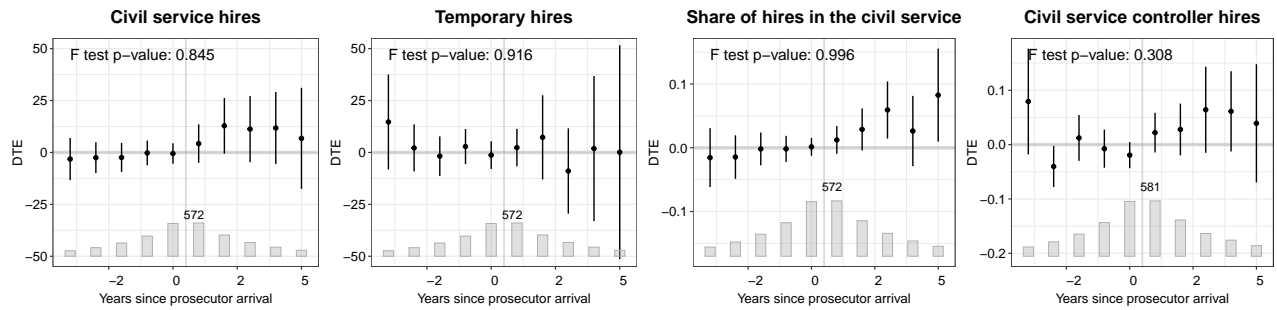 Civil service hires
F test p−value: 0.845
50
25
0
−25
−50
DTE
572
−2
0
2
5
Years since prosecutor arrival
Temporary hires
F test p−value: 0.916
50
25
0
−25
−50
DTE
572
−2
0
2
5
Years since prosecutor arrival
Share of hires in the civil service
F test p−value: 0.996
0.1
0.0
−0.1
DTE
572
−2
0
2
5
Years since prosecutor arrival
Civil service controller hires
F test p−value: 0.308
0.1
0.0
−0.1
−0.2
DTE
581
−2
0
2
5
Years since prosecutor arrival